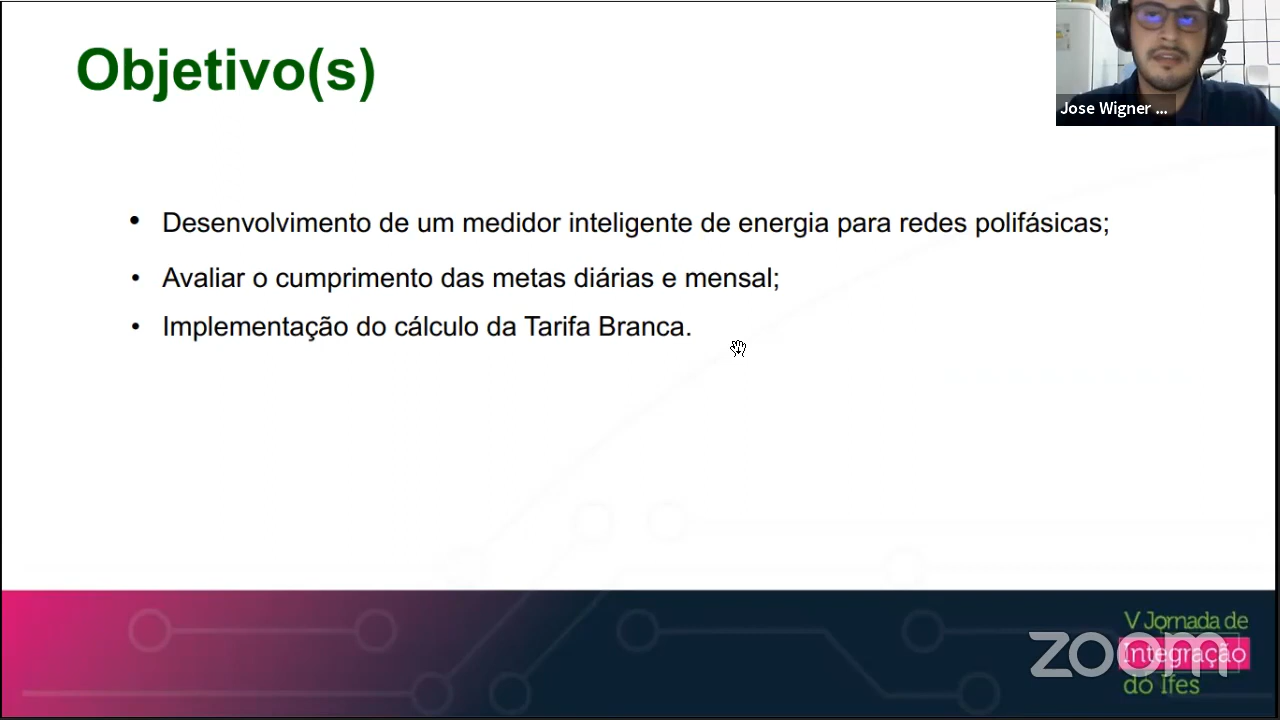 Objetivo(s)
Jose Wigner ...
• Desenvolvimento de um medidor inteligente de energia para redes polifásicas;
• Avaliar o cumprimento das metas diárias e mensal;
• Implementação do cálculo da Tarifa Branca.
V Jornada de
Integração
do Ifes
zoom